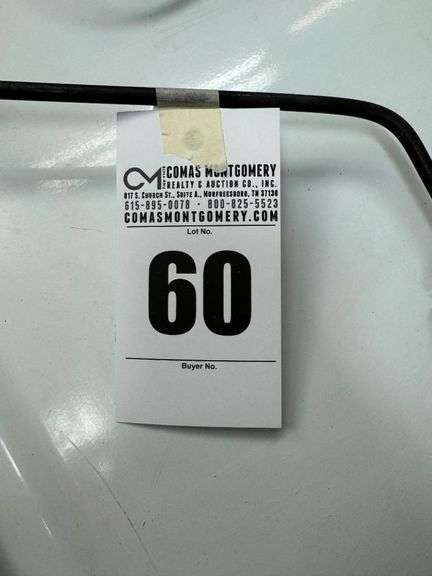 CM COMAS MONTGOMERY
REALTY & AUCTION CO., INC.
817 S. CHURCH ST., SUITE A., MURFREESBORO, TN 37130
615-895-0078 · 800-825-5523
COMASMONTGOMERY.COM
Lot No.
60
Buyer No.